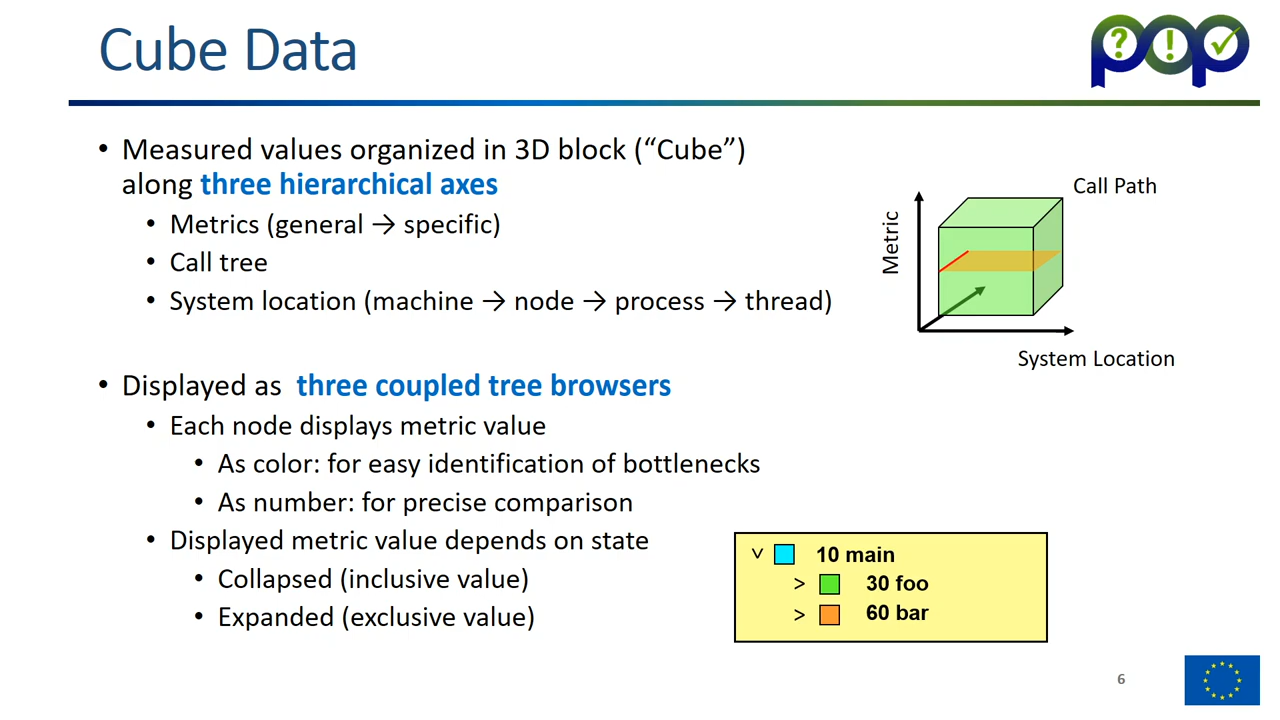 Cube Data
pop
• Measured values organized in 3D block (“Cube”)
along three hierarchical axes
• Metrics (general → specific)
• Call tree
• System location (machine → node → process → thread)
Call Path
Metric
System Location
• Displayed as three coupled tree browsers
• Each node displays metric value
• As color: for easy identification of bottlenecks
• As number: for precise comparison
• Displayed metric value depends on state
• Collapsed (inclusive value)
• Expanded (exclusive value)
10 main
> 30 foo
> 60 bar
6